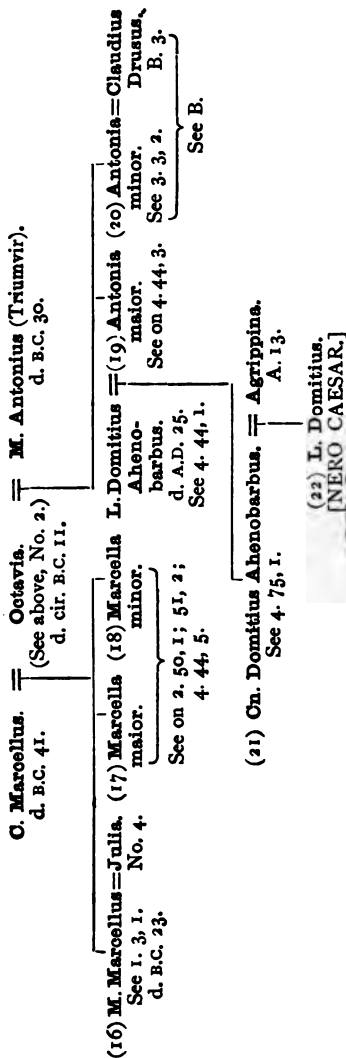 C. Marcellus. = Octavia. = M. Antonius (Triumvir).
d. B.C. 41. (See above, No. 2.) d. B.C. 30.
d. cir. B.C. 11.
(16) M. Marcellus=Julia. (17) Marcella (18) Marcella L. Domitius =(19) Antonia (20) Antonia=Claudius
See 1. 3, 1. No. 4. maior. minor. Aheno- maior. minor. Drusus.
d. B.C. 23. See on 2. 50, 1; 51, 2; barbus. See on 4. 44, 3. See 3. 3, 2. B. 3.
4. 44, 5. d. A.D. 25. See B.
See 4. 44, 1.
(21) Cn. Domitius Ahenobarbus. = Agrippina.
See 4. 75, 1. A. 13.
(22) L. Domitius.
[NERO CAESAR.]